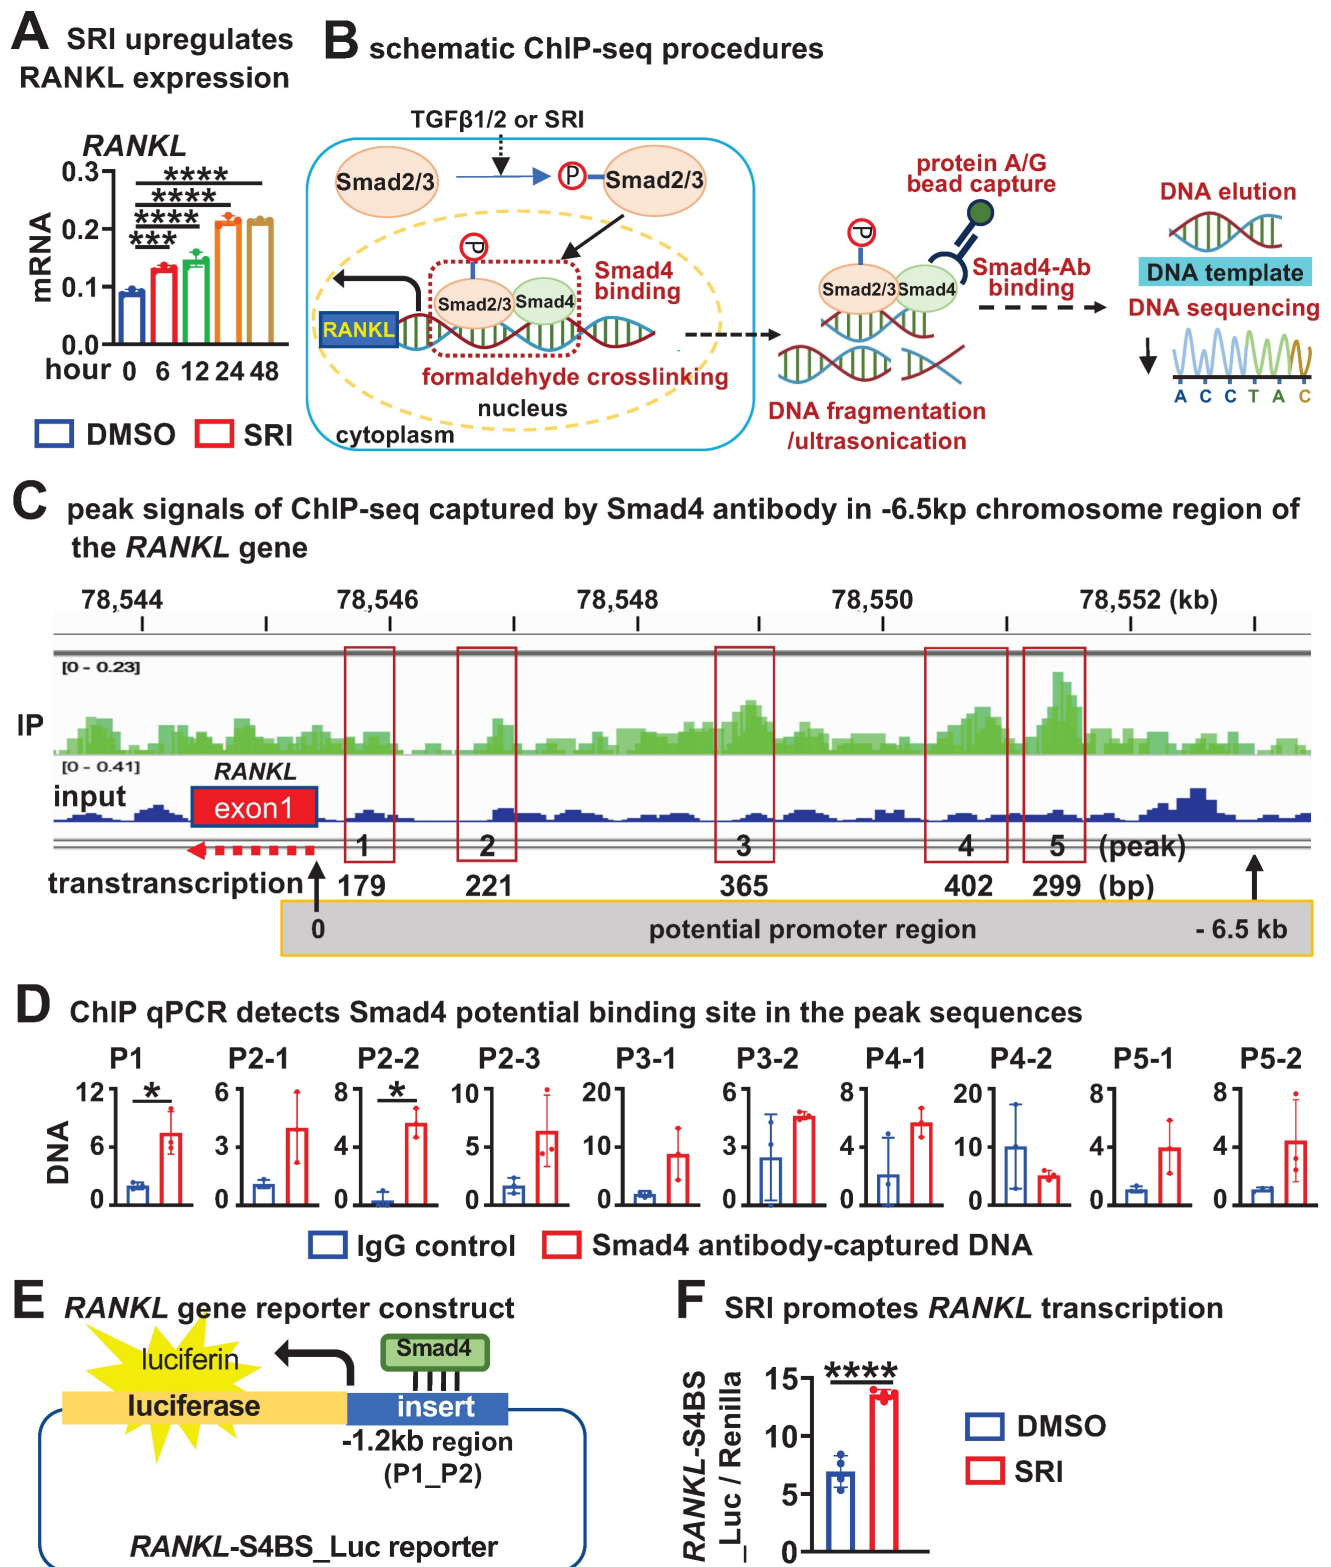 A SRI upregulates
RANKL expression
RANKL
mRNA
0.3
0.2
0.1
0.0
****
****
****
***
hour 0 6 12 24 48
DMSO SRI
B schematic ChIP-seq procedures
TGFβ1/2 or SRI
Smad2/3
P
Smad2/3
P
Smad2/3
Smad4
Smad4
binding
RANKL
formaldehyde crosslinking
nucleus
cytoplasm
protein A/G
bead capture
P
Smad2/3
Smad4
Smad4-Ab
binding
DNA fragmentation
/ultrasonication
DNA elution
DNA template
DNA sequencing
A C C T A C
C peak signals of ChIP-seq captured by Smad4 antibody in -6.5kp chromosome region of
the RANKL gene
78,544 78,546 78,548 78,550 78,552 (kb)
[0 - 0.23]
IP
[0 - 0.41]
input
RANKL
exon1
1 2 3 4 5 (peak)
transtranscription 179 221 365 402 299 (bp)
0 potential promoter region - 6.5 kb
D ChIP qPCR detects Smad4 potential binding site in the peak sequences
P1 P2-1 P2-2 P2-3 P3-1 P3-2 P4-1 P4-2 P5-1 P5-2
DNA
12 6 8 10 20 6 8 20 8 8
* *
6 3 4 5 10 3 4 10 4 4
0 0 0 0 0 0 0 0 0 0
IgG control Smad4 antibody-captured DNA
E RANKL gene reporter construct
luciferin
Smad4
luciferase
insert
-1.2kb region
(P1_P2)
RANKL-S4BS_Luc reporter
F SRI promotes RANKL transcription
RANKL-S4BS
_Luc / Renilla
15
10
5
0
****
DMSO
SRI